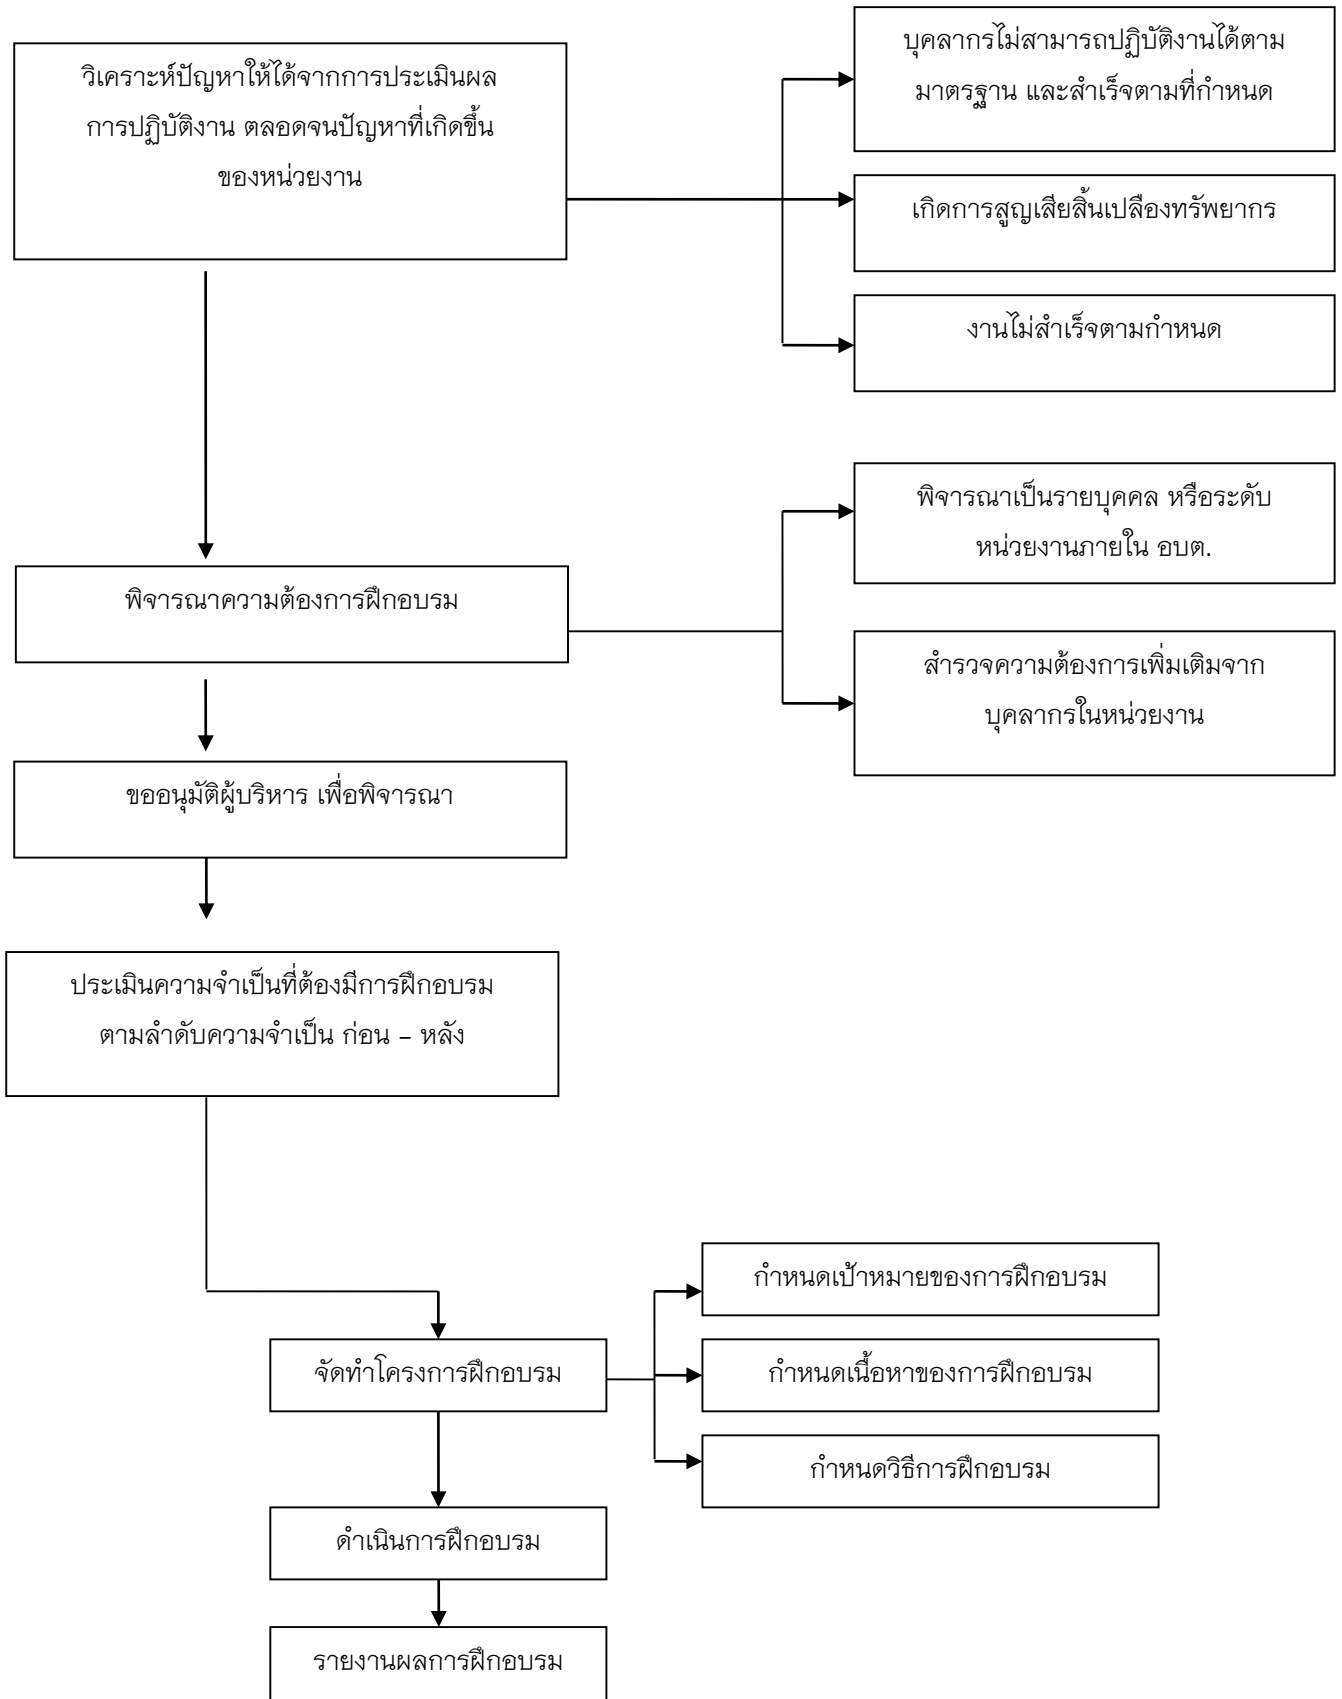 วิเคราะห์ปัญหาให้ได้จากการประเมินผล
การปฏิบัติงาน ตลอดจนปัญหาที่เกิดขึ้น
ของหน่วยงาน
บุคลากรไม่สามารถปฏิบัติงานได้ตาม
มาตรฐาน และสำเร็จตามที่กำหนด
เกิดการสูญเสียสิ้นเปลืองทรัพยากร
งานไม่สำเร็จตามกำหนด
พิจารณาความต้องการฝึกอบรม
พิจารณาเป็นรายบุคคล หรือระดับ
หน่วยงานภายใน อบต.
สำรวจความต้องการเพิ่มเติมจาก
บุคลากรในหน่วยงาน
ขออนุมัติผู้บริหาร เพื่อพิจารณา
ประเมินความจำเป็นที่ต้องมีการฝึกอบรม
ตามลำดับความจำเป็น ก่อน – หลัง
จัดทำโครงการฝึกอบรม
กำหนดเป้าหมายของการฝึกอบรม
กำหนดเนื้อหาของการฝึกอบรม
กำหนดวิธีการฝึกอบรม
ดำเนินการฝึกอบรม
รายงานผลการฝึกอบรม